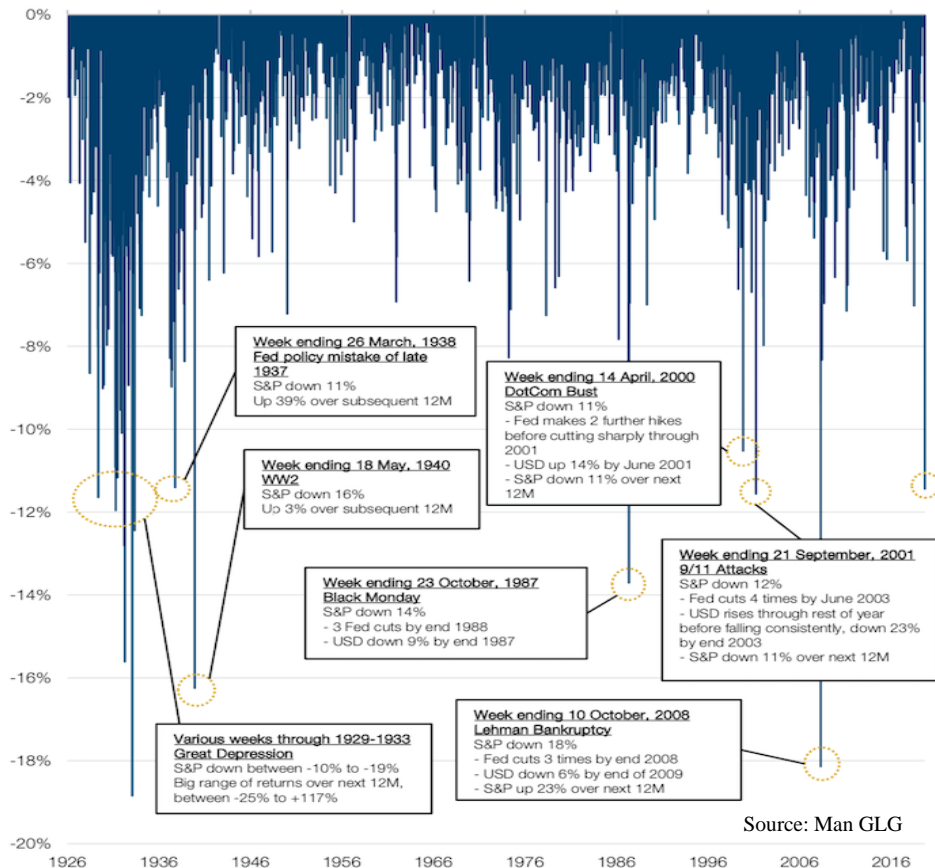 0%
-2%
-4%
-6%
-8%
-10%
-12%
-14%
-16%
-18%
-20%
Week ending 26 March, 1938
Fed policy mistake of late
1937
S&P down 11%
Up 39% over subsequent 12M
Week ending 18 May, 1940
WW2
S&P down 16%
Up 3% over subsequent 12M
Week ending 14 April, 2000
DotCom Bust
S&P down 11%
- Fed makes 2 further hikes
before cutting sharply through
2001
- USD up 14% by June 2001
- S&P down 11% over next
12M
Week ending 23 October, 1987
Black Monday
S&P down 14%
- 3 Fed cuts by end 1988
- USD down 9% by end 1987
Week ending 21 September, 2001
9/11 Attacks
S&P down 12%
- Fed cuts 4 times by June 2003
- USD rises through rest of year
before falling consistently, down 23%
by end 2003
- S&P down 11% over next 12M
Various weeks through 1929-1933
Great Depression
S&P down between -10% to -19%
Big range of returns over next 12M,
between -25% to +117%
Week ending 10 October, 2008
Lehman Bankruptcy
S&P down 18%
- Fed cuts 3 times by end 2008
- USD down 6% by end of 2009
- S&P up 23% over next 12M
Source: Man GLG
1926 1936 1946 1956 1966 1976 1986 1996 2006 2016